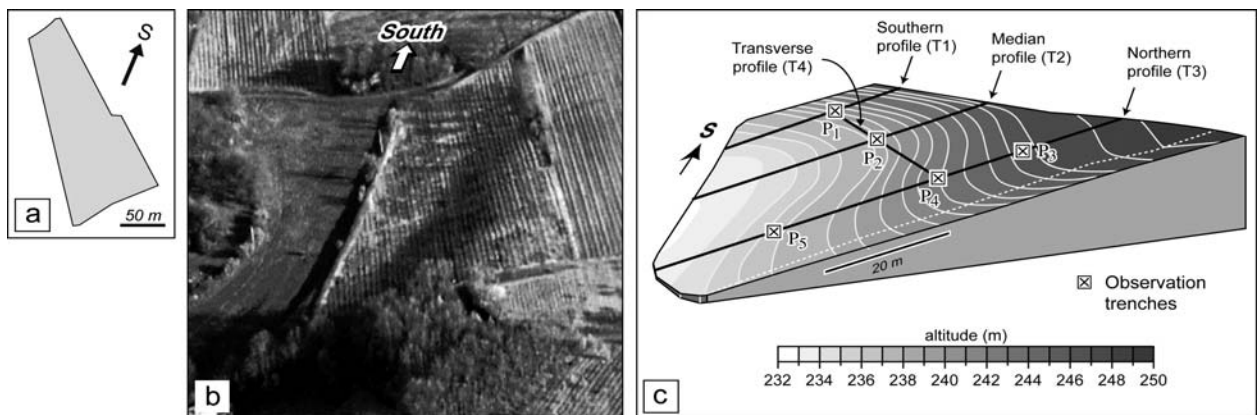 S
50 m
a
South
b
Transverse
profile (T4)
Southern
profile (T1)
Median
profile (T2)
Northern
profile (T3)
S
P1
P2
P3
P4
P5
20 m
Observation
trenches
altitude (m)
232 234 236 238 240 242 244 246 248 250
c